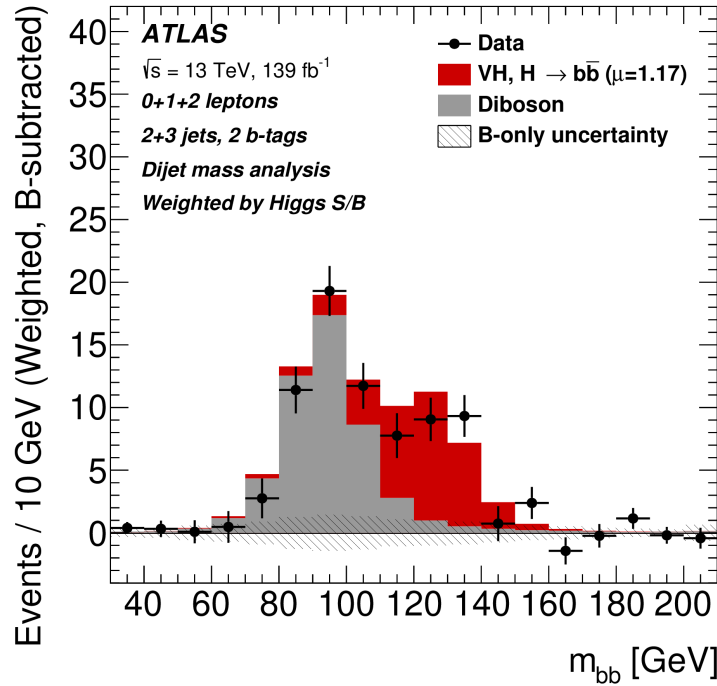 ATLAS
√s = 13 TeV, 139 fb⁻¹
0+1+2 leptons
2+3 jets, 2 b-tags
Dijet mass analysis
Weighted by Higgs S/B
Data
VH, H → bb̅ (μ=1.17)
Diboson
B-only uncertainty
Events / 10 GeV (Weighted, B-subtracted)
40
35
30
25
20
15
10
5
0
40 60 80 100 120 140 160 180 200
m_bb [GeV]